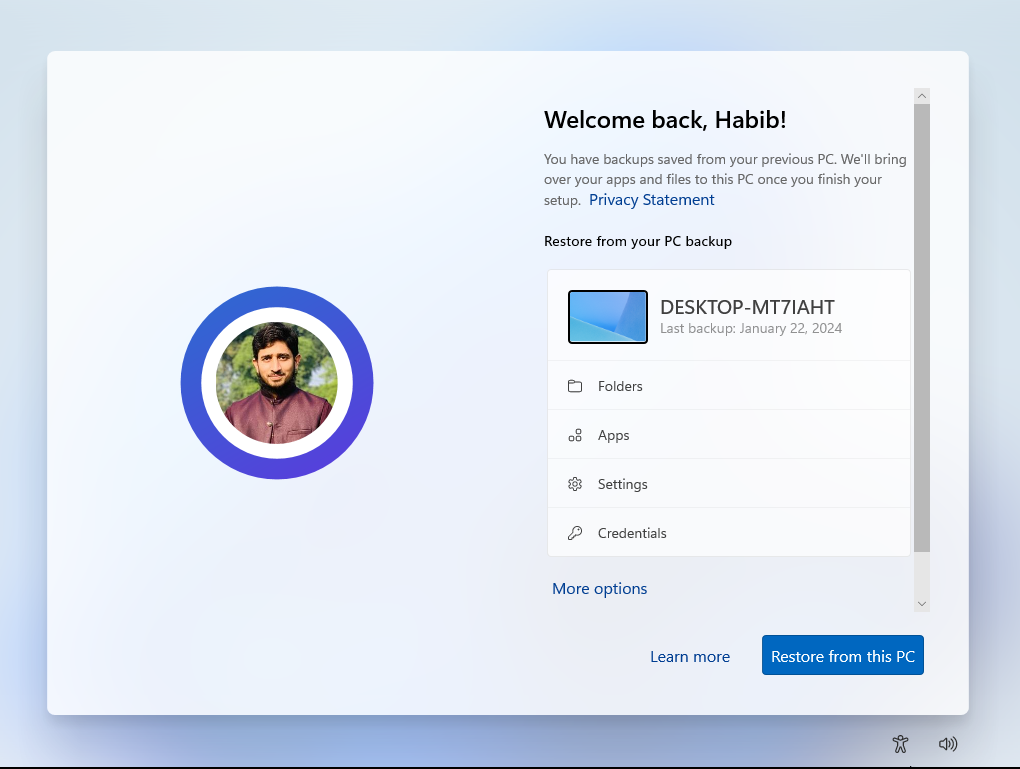 Welcome back, Habib!
You have backups saved from your previous PC. We'll bring
over your apps and files to this PC once you finish your
setup. Privacy Statement
Restore from your PC backup
DESKTOP-MT7IAHT
Last backup: January 22, 2024
Folders
Apps
Settings
Credentials
More options
Learn more
Restore from this PC